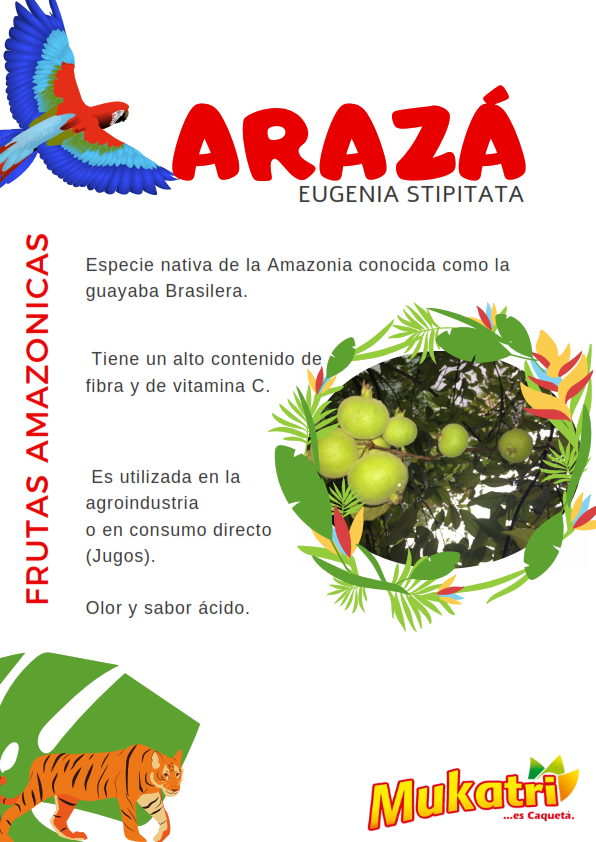 ARAZÁ
EUGENIA STIPITATA
FRUTAS AMAZONICAS
Especie nativa de la Amazonia conocida como la
guayaba Brasilera.
Tiene un alto contenido de
fibra y de vitamina C.
Es utilizada en la
agroindustria
o en consumo directo
(Jugos).
Olor y sabor ácido.
Mukatri
...es Caquetá.